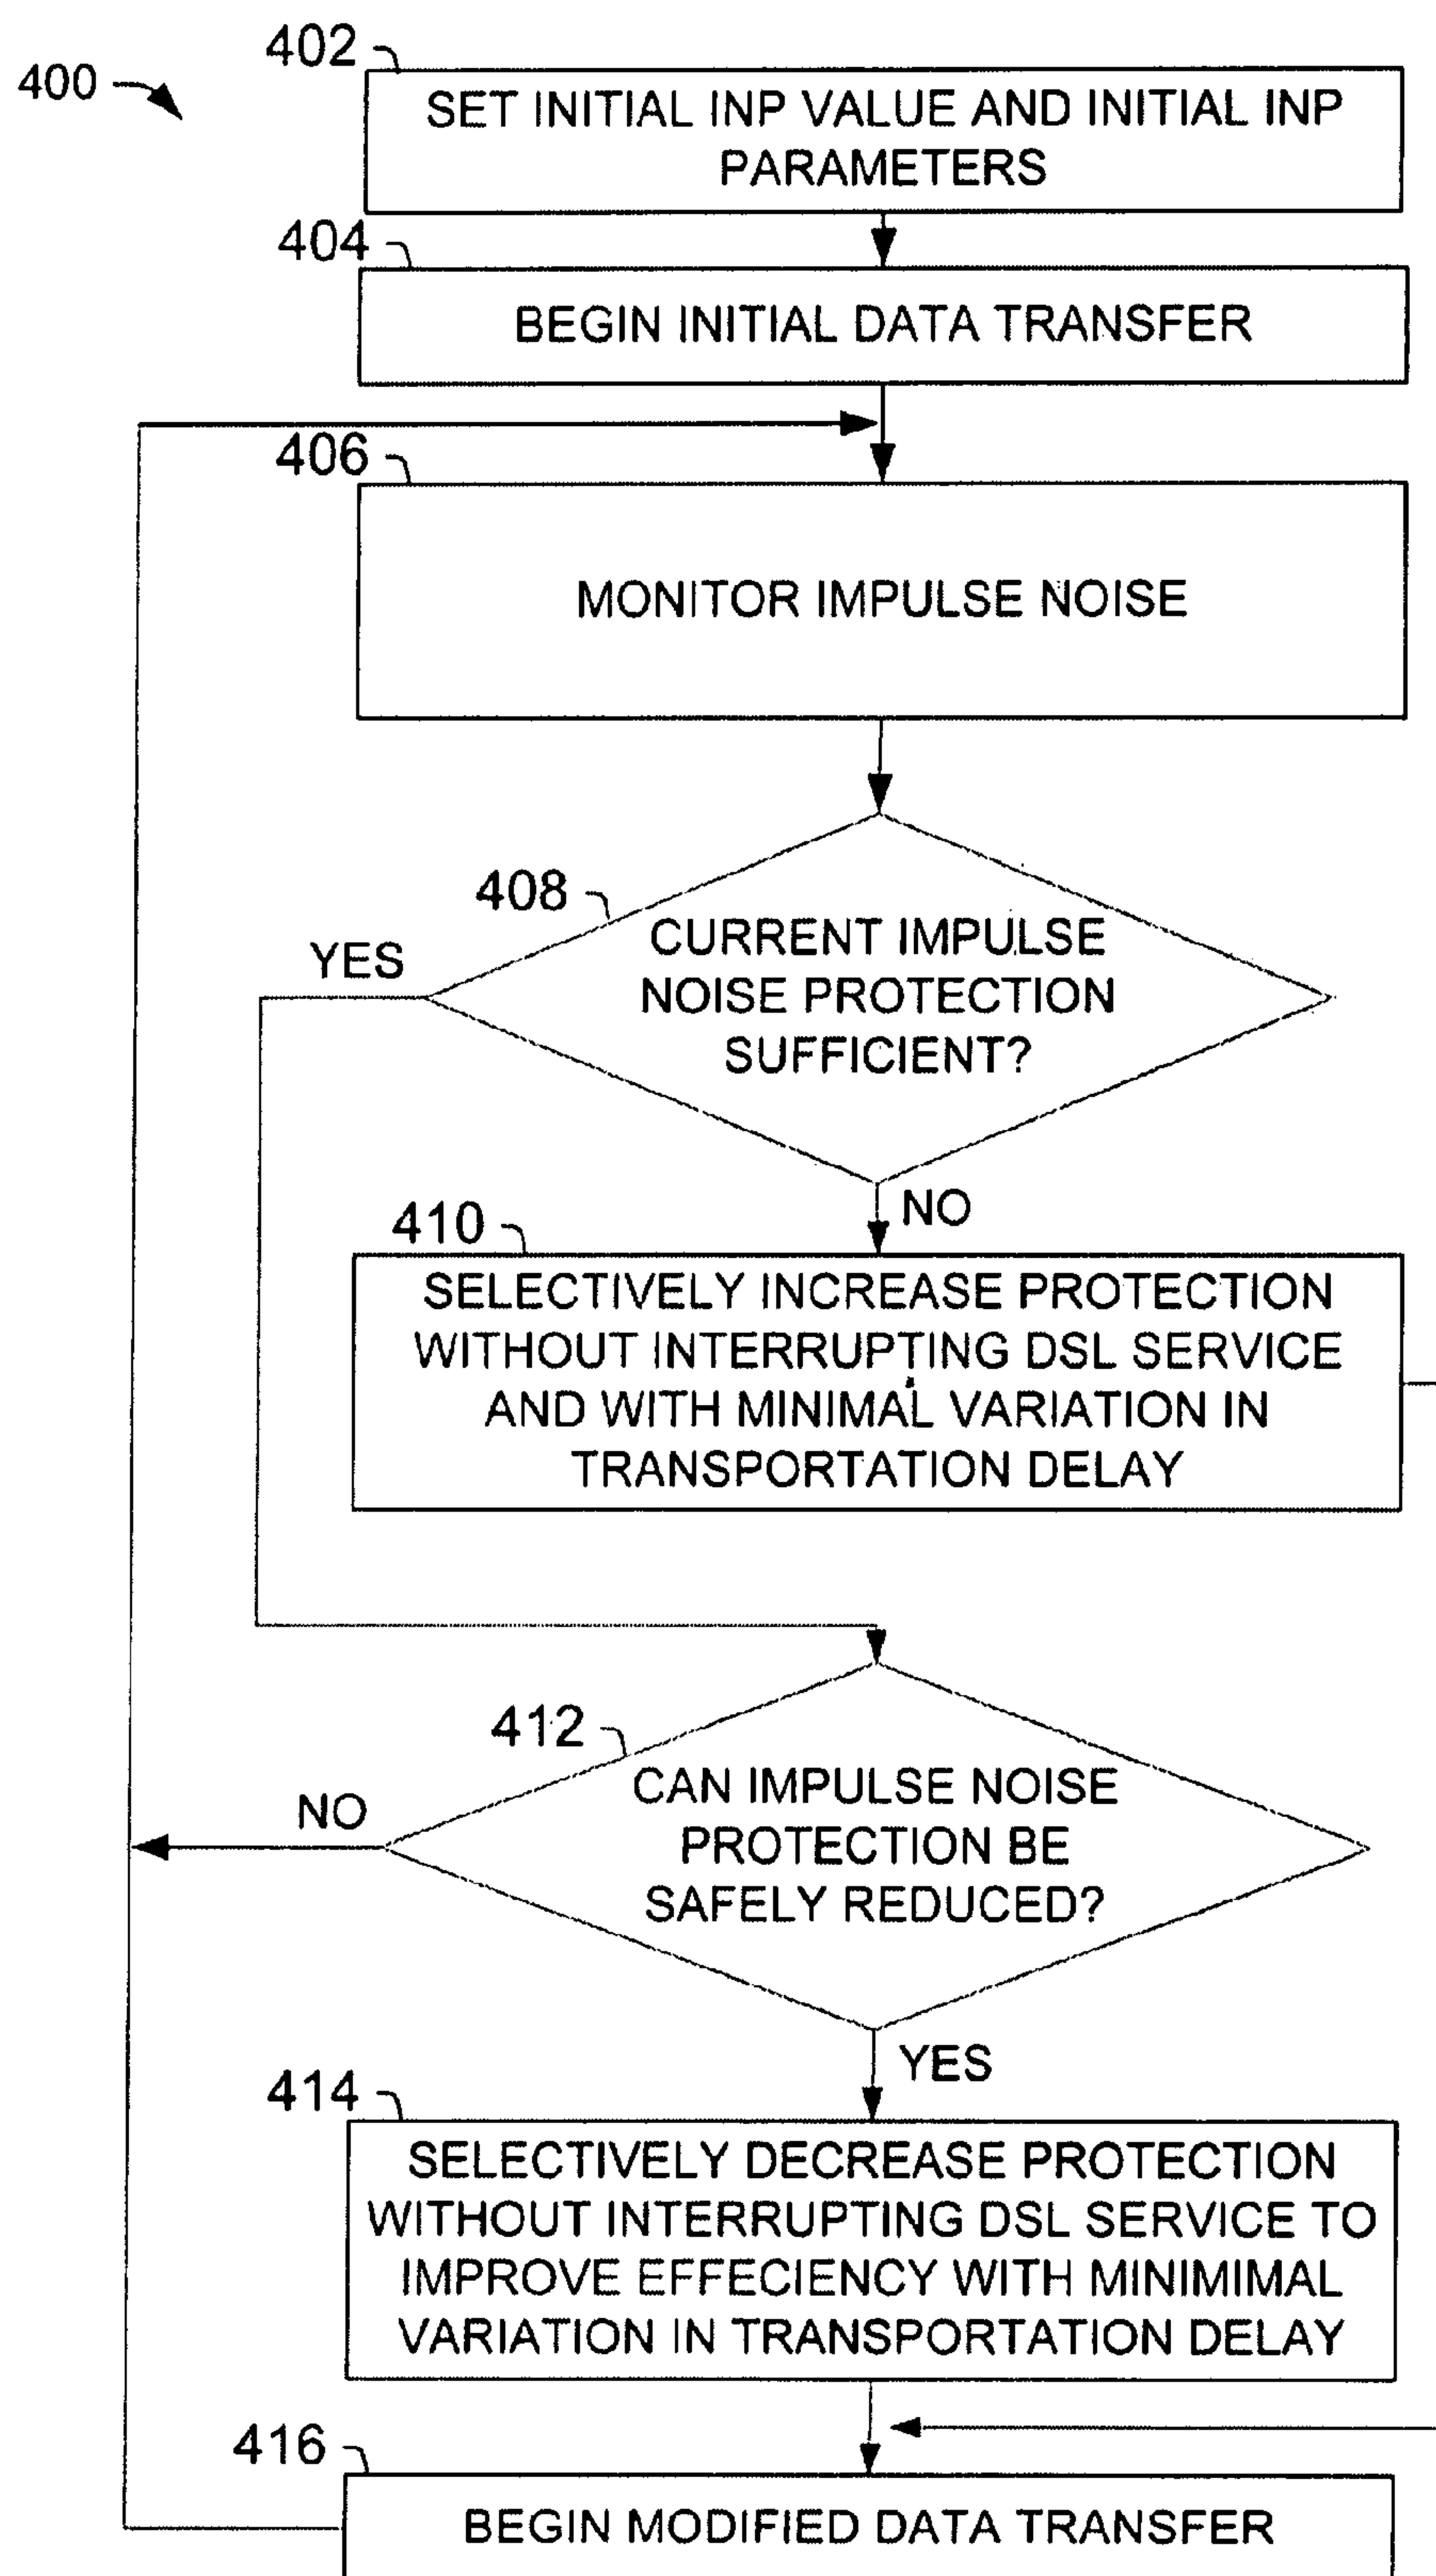 400
402
SET INITIAL INP VALUE AND INITIAL INP
PARAMETERS
404
BEGIN INITIAL DATA TRANSFER
406
MONITOR IMPULSE NOISE
408
YES
CURRENT IMPULSE
NOISE PROTECTION
SUFFICIENT?
NO
410
SELECTIVELY INCREASE PROTECTION
WITHOUT INTERRUPTING DSL SERVICE
AND WITH MINIMAL VARIATION IN
TRANSPORTATION DELAY
412
NO
CAN IMPULSE NOISE
PROTECTION BE
SAFELY REDUCED?
YES
414
SELECTIVELY DECREASE PROTECTION
WITHOUT INTERRUPTING DSL SERVICE TO
IMPROVE EFFECIENCY WITH MINIMIMAL
VARIATION IN TRANSPORTATION DELAY
416
BEGIN MODIFIED DATA TRANSFER